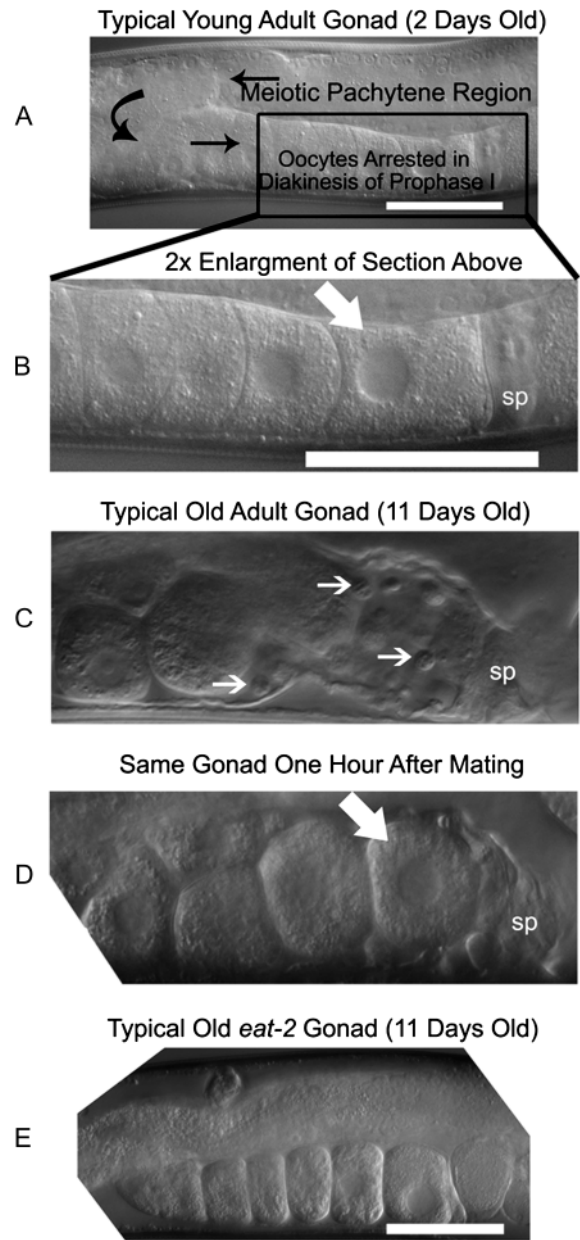 Typical Young Adult Gonad (2 Days Old)
A
Meiotic Pachytene Region
Oocytes Arrested in
Diakinesis of Prophase I
2x Enlargment of Section Above
B
sp
Typical Old Adult Gonad (11 Days Old)
C
sp
Same Gonad One Hour After Mating
D
sp
Typical Old eat-2 Gonad (11 Days Old)
E